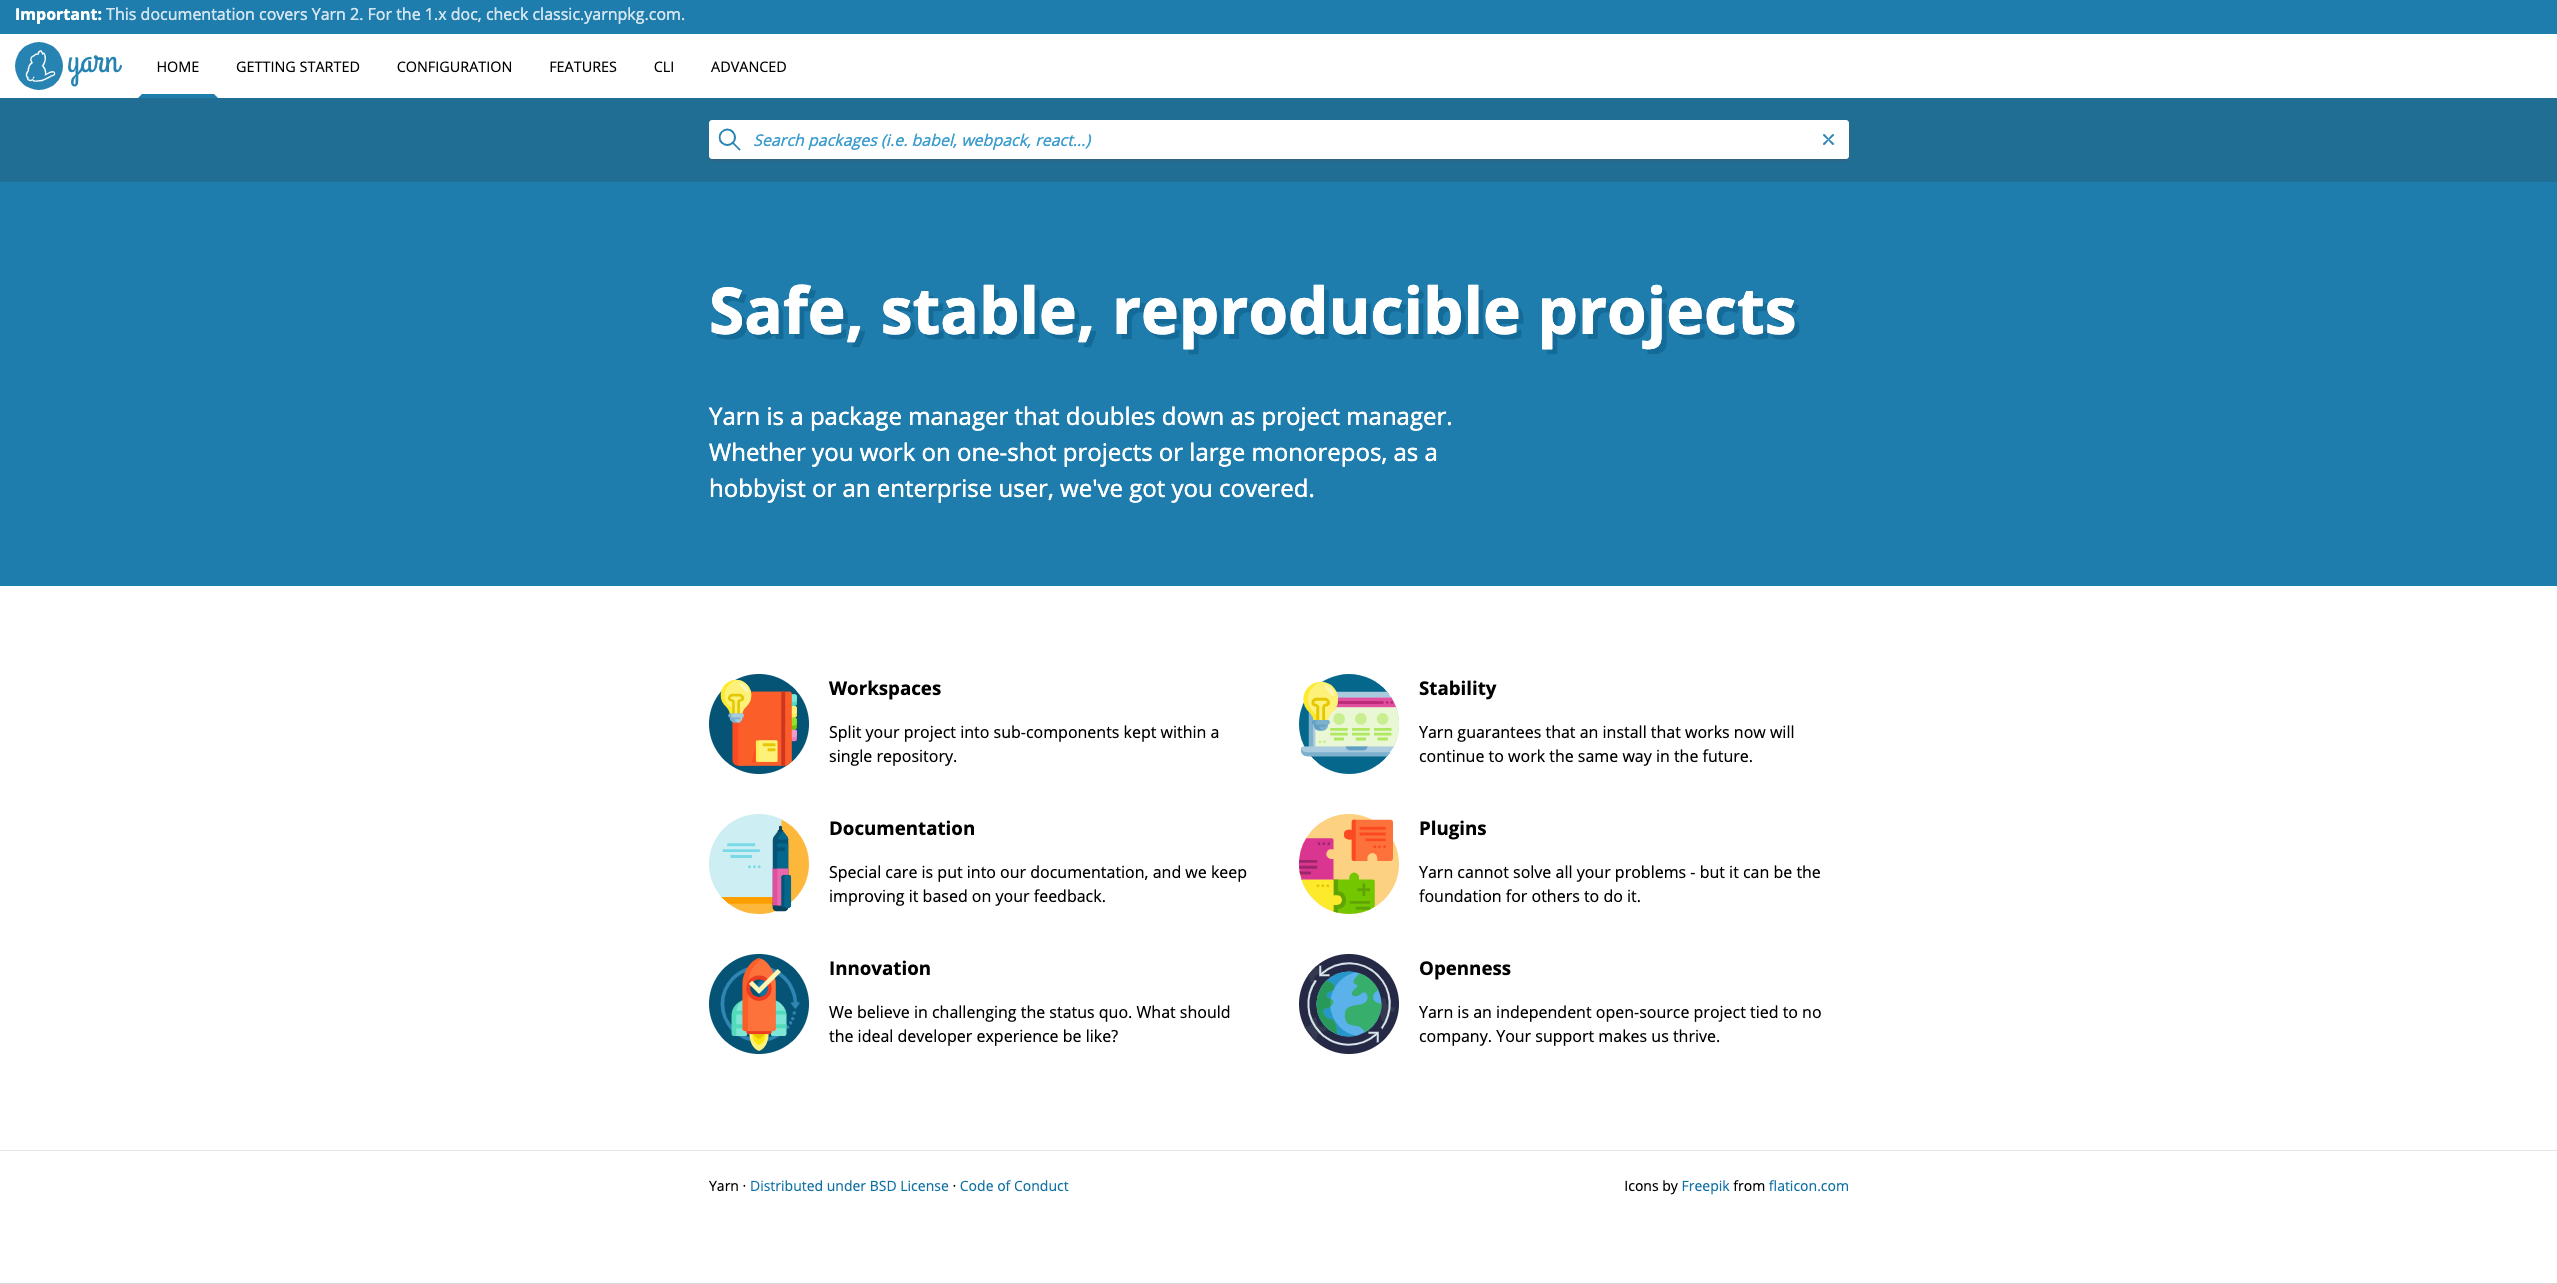 Important: This documentation covers Yarn 2. For the 1.x doc, check classic.yarnpkg.com.
yarn
HOME
GETTING STARTED
CONFIGURATION
FEATURES
CLI
ADVANCED
Search packages (i.e. babel, webpack, react...)
Safe, stable, reproducible projects
Yarn is a package manager that doubles down as project manager.
Whether you work on one-shot projects or large monorepos, as a
hobbyist or an enterprise user, we've got you covered.
Workspaces
Split your project into sub-components kept within a
single repository.
Stability
Yarn guarantees that an install that works now will
continue to work the same way in the future.
Documentation
Special care is put into our documentation, and we keep
improving it based on your feedback.
Plugins
Yarn cannot solve all your problems - but it can be the
foundation for others to do it.
Innovation
We believe in challenging the status quo. What should
the ideal developer experience be like?
Openness
Yarn is an independent open-source project tied to no
company. Your support makes us thrive.
Yarn · Distributed under BSD License · Code of Conduct
Icons by Freepik from flaticon.com